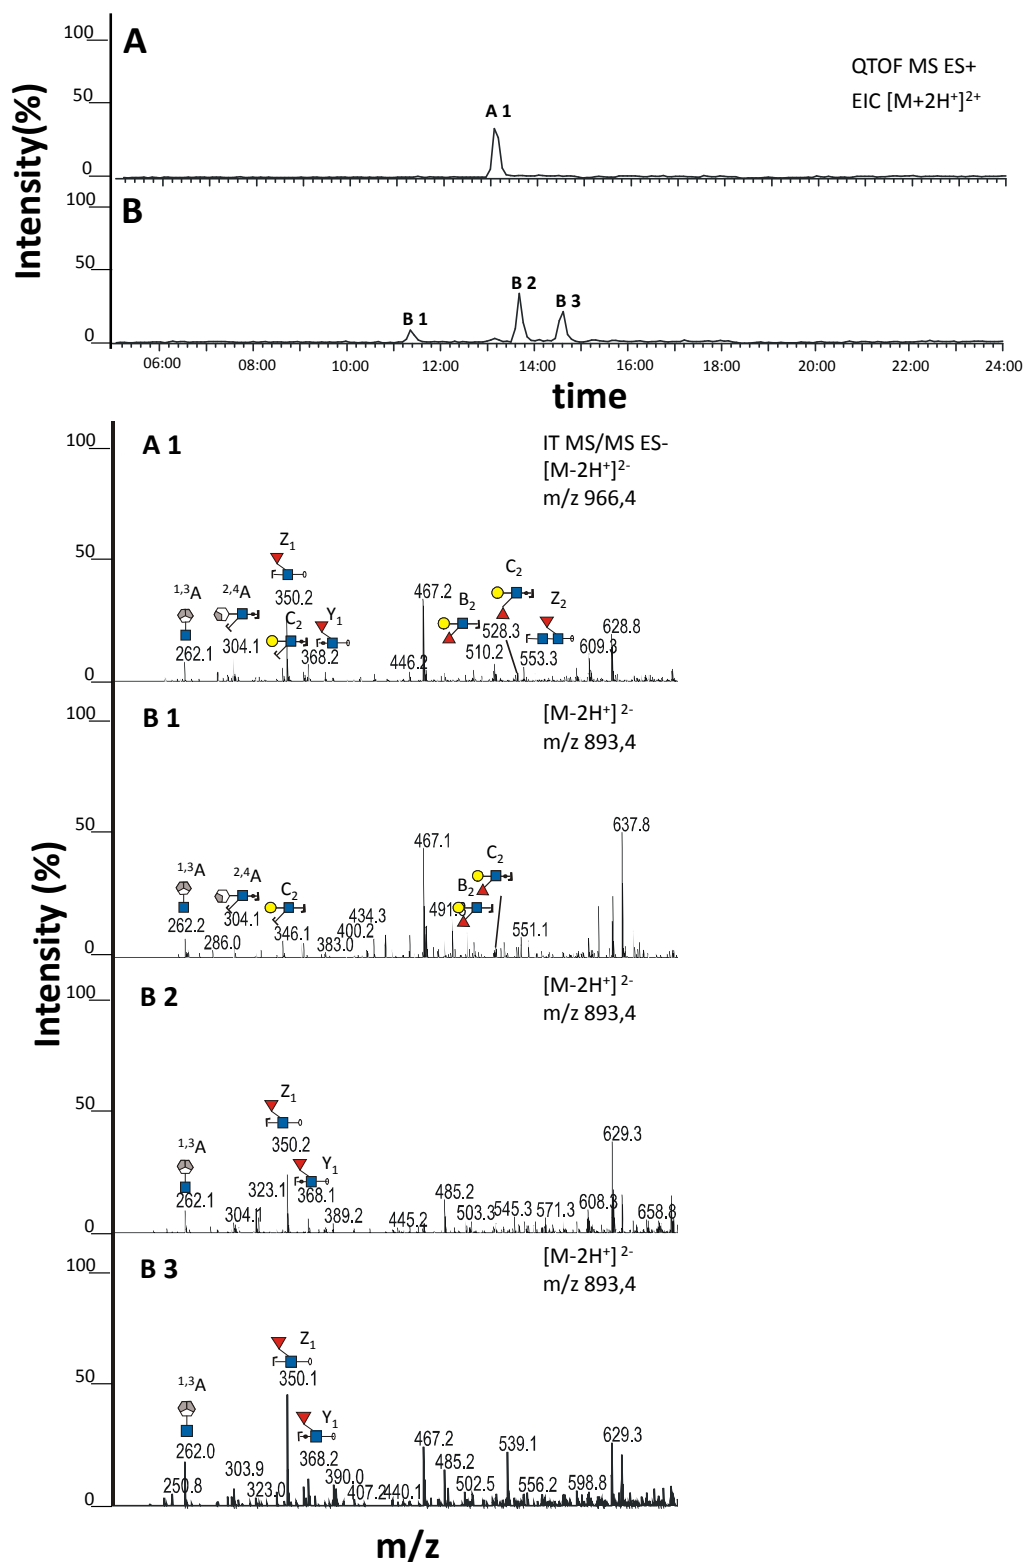 A
QTOF MS ES+
EIC [M+2H⁺]²⁺
100
50
0
A 1
Intensity(%)
B
100
50
0
B 1
B 2
B 3
06:00 08:00 10:00 12:00 14:00 16:00 18:00 20:00 22:00 24:00
time
A 1
IT MS/MS ES-
[M-2H⁺]²⁻
m/z 966,4
100
50
0
Z₁
350.2
¹,³A
262.1
²,⁴A
304.1
C₂
Y₁
368.2
446.2
467.2
B₂
510.2
C₂
528.3
Z₂
553.3
609.3
628.8
B 1
[M-2H⁺] ²⁻
m/z 893,4
100
50
0
Intensity (%)
¹,³A
262.2
286.0
²,⁴A
304.1
C₂
346.1
383.0
400.2
434.3
467.1
B₂
C₂
551.1
637.8
B 2
[M-2H⁺] ²⁻
m/z 893,4
100
50
0
¹,³A
262.1
304.1
323.1
Z₁
350.2
Y₁
368.1
389.2
445.2
485.2
503.3
545.3
571.3
608.3
629.3
658.8
B 3
[M-2H⁺] ²⁻
m/z 893,4
100
50
0
¹,³A
262.0
250.8
303.9
323.0
Z₁
350.1
Y₁
368.2
390.0
407.2
440.1
467.2
485.2
502.5
539.1
556.2
598.8
629.3
m/z